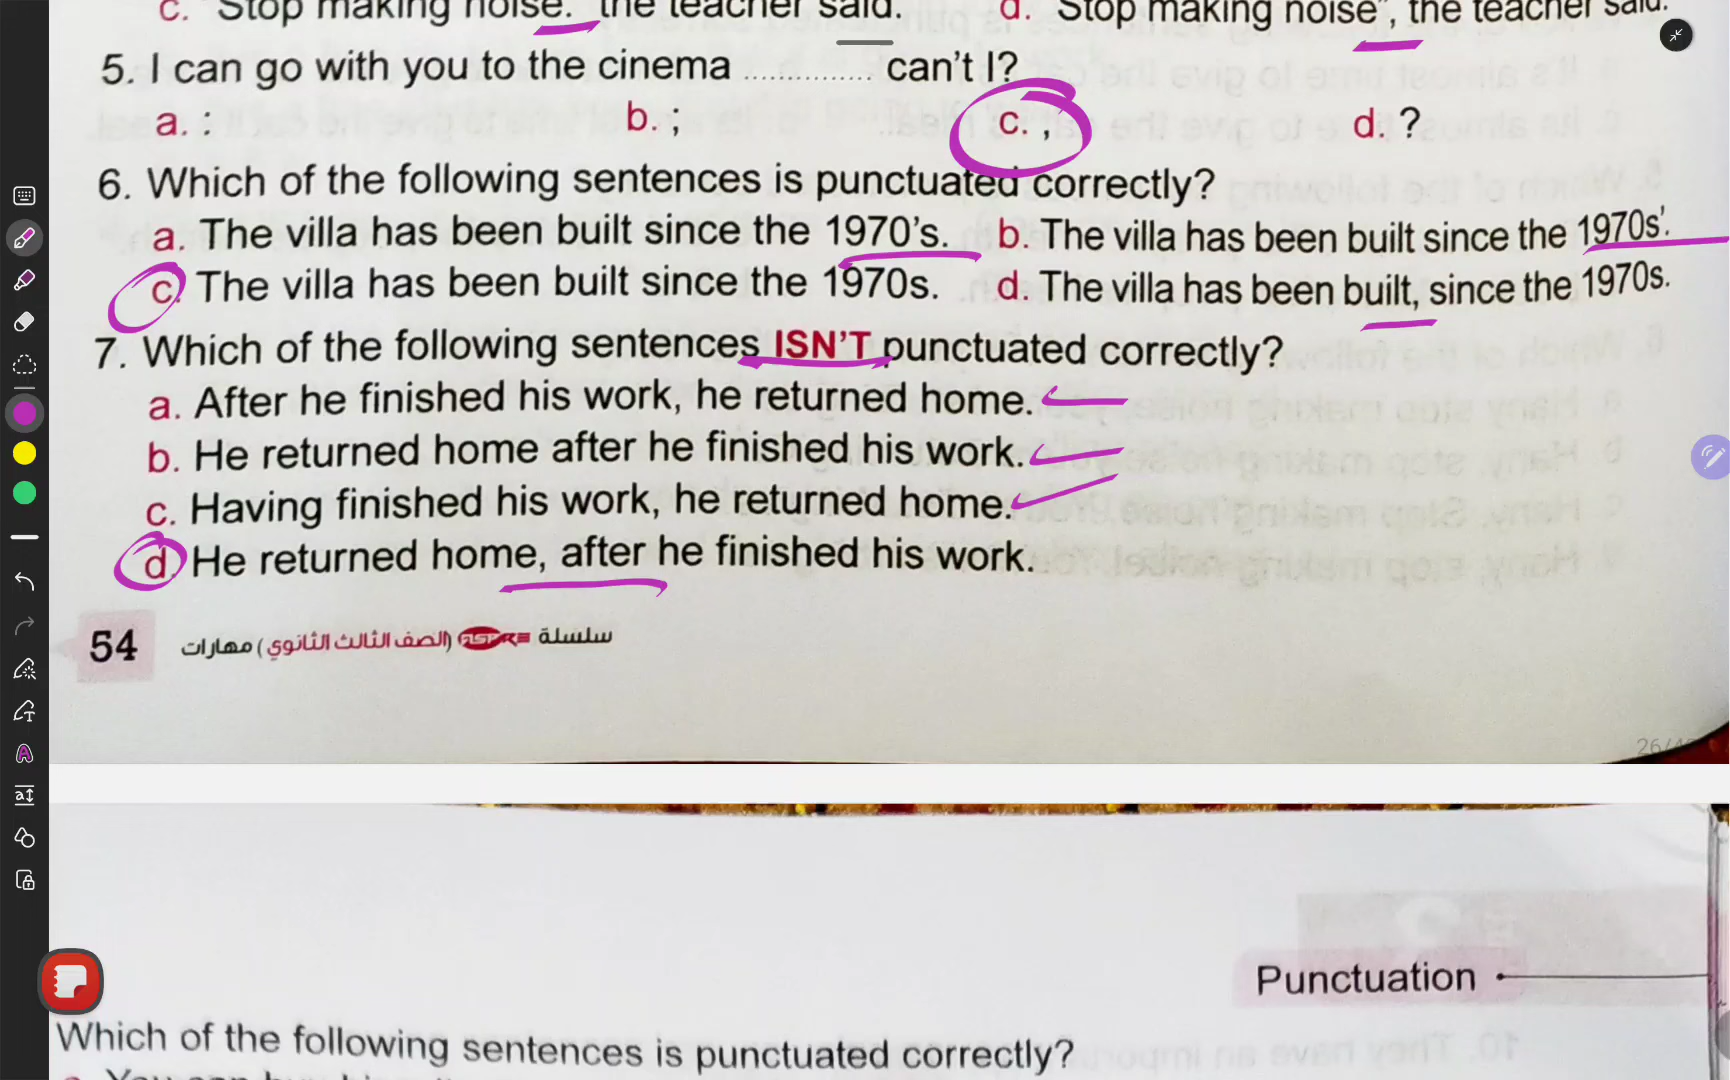 c. "Stop making noise." the teacher said. d. "Stop making noise", the teacher said.
5. I can go with you to the cinema .............. can't I?
a. : b. ; c. , d. ?
6. Which of the following sentences is punctuated correctly?
a. The villa has been built since the 1970's. b. The villa has been built since the 1970s'.
c. The villa has been built since the 1970s. d. The villa has been built, since the 1970s.
7. Which of the following sentences ISN'T punctuated correctly?
a. After he finished his work, he returned home.
b. He returned home after he finished his work.
c. Having finished his work, he returned home.
d. He returned home, after he finished his work.
54 سلسلة ASPIRE (الصف الثالث الثانوي) مهارات
Punctuation
Which of the following sentences is punctuated correctly?